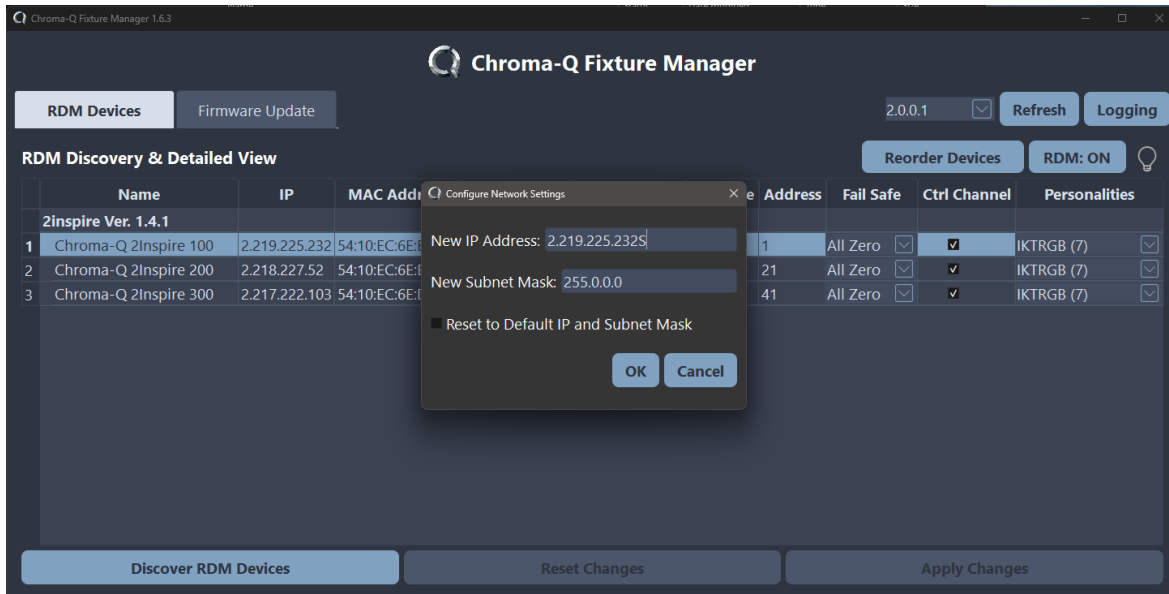 Chroma-Q Fixture Manager 1.6.3
Chroma-Q Fixture Manager
RDM Devices Firmware Update 2.0.0.1 Refresh Logging
RDM Discovery & Detailed View Reorder Devices RDM: ON
Name IP MAC Addr e Address Fail Safe Ctrl Channel Personalities
2inspire Ver. 1.4.1
1 Chroma-Q 2Inspire 100 2.219.225.232 54:10:EC:6E: 1 All Zero IKTRGB (7)
2 Chroma-Q 2Inspire 200 2.218.227.52 54:10:EC:6E: 21 All Zero IKTRGB (7)
3 Chroma-Q 2Inspire 300 2.217.222.103 54:10:EC:6E: 41 All Zero IKTRGB (7)
Configure Network Settings
New IP Address: 2.219.225.232S
New Subnet Mask: 255.0.0.0
Reset to Default IP and Subnet Mask
OK Cancel
Discover RDM Devices Reset Changes Apply Changes